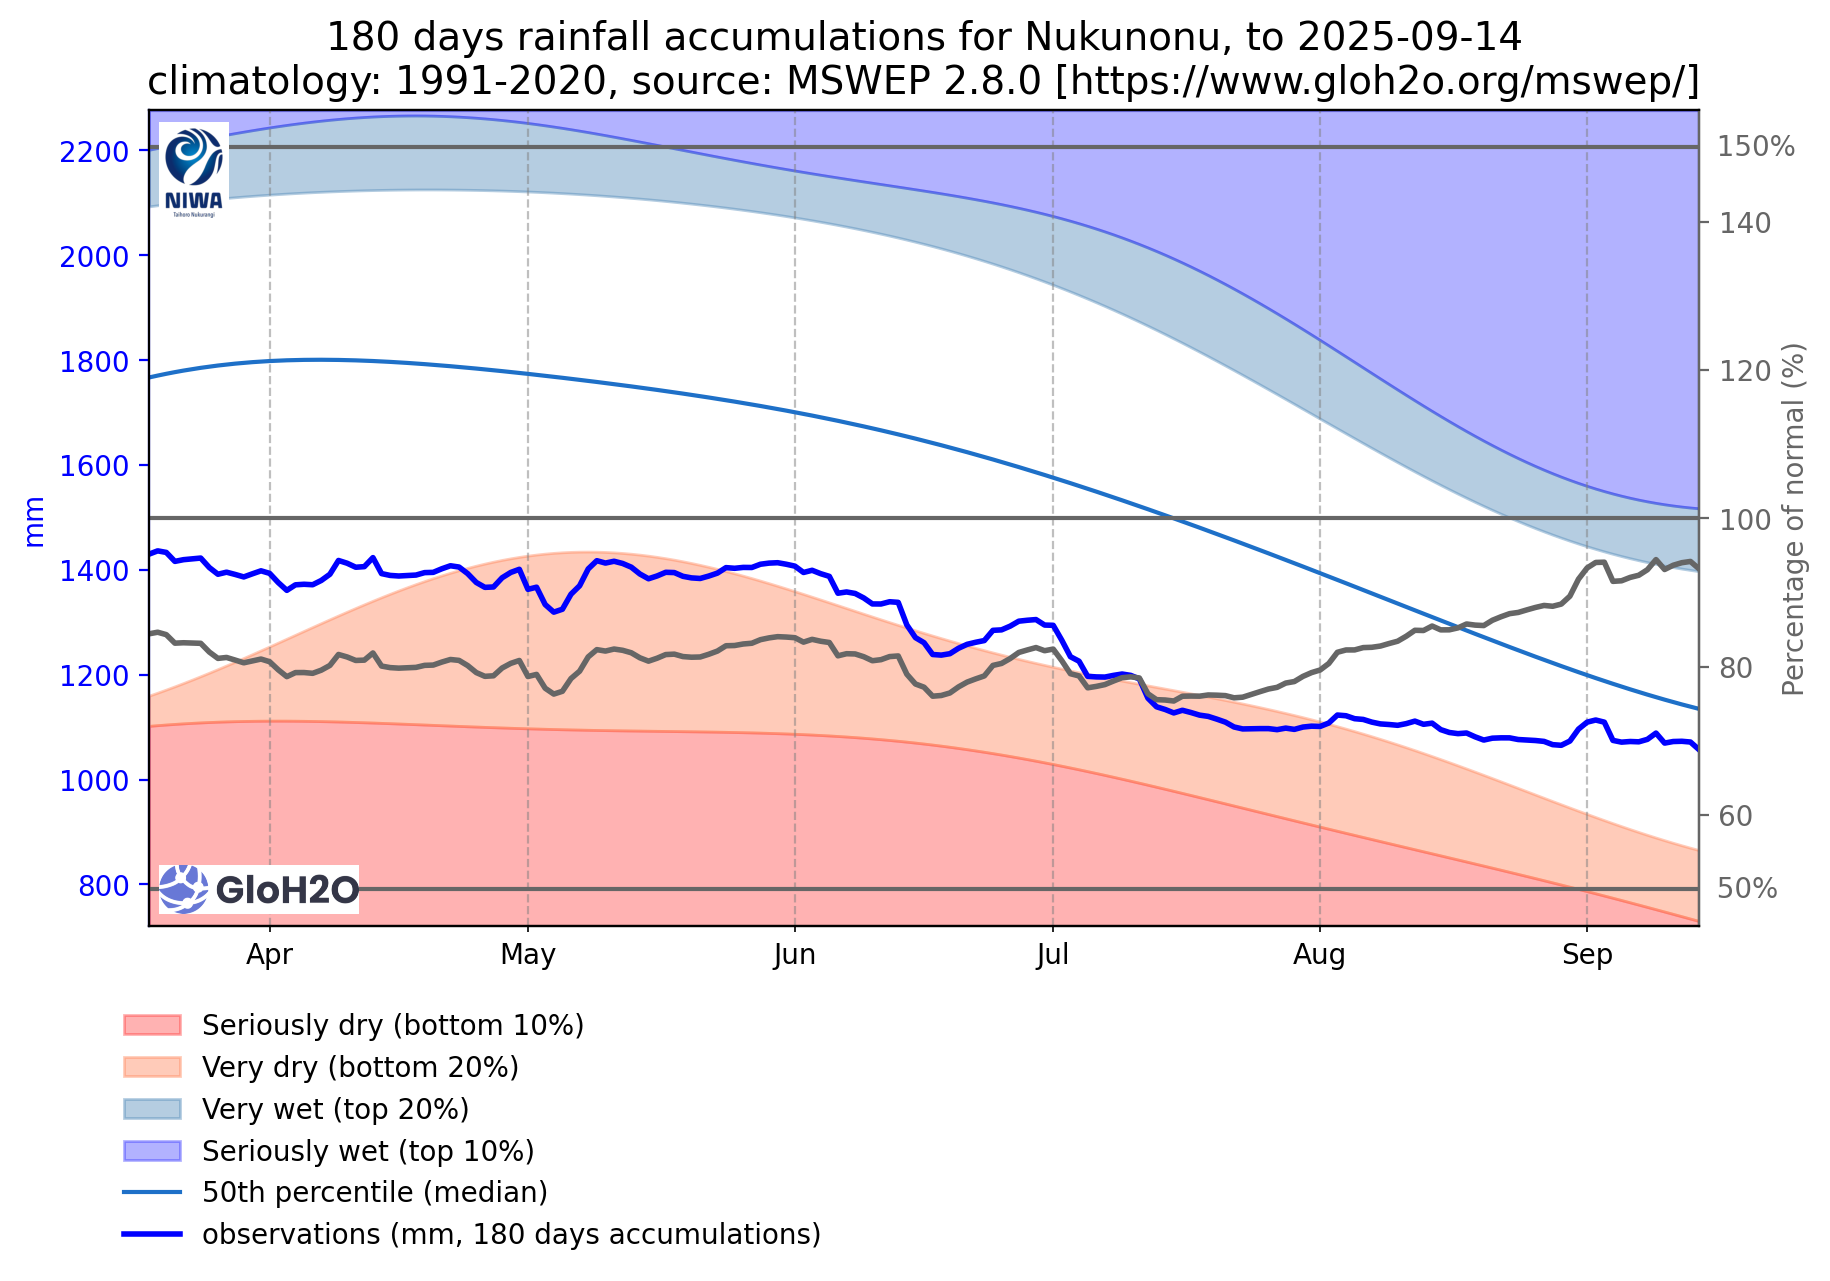 180 days rainfall accumulations for Nukunonu, to 2025-09-14
climatology: 1991-2020, source: MSWEP 2.8.0 [https://www.gloh2o.org/mswep/]
NIWA
Taihoro Nukurangi
2200
2000
1800
1600
1400
1200
1000
800
mm
150%
140
120
100
80
60
50%
Percentage of normal (%)
GloH2O
Apr
May
Jun
Jul
Aug
Sep
Seriously dry (bottom 10%)
Very dry (bottom 20%)
Very wet (top 20%)
Seriously wet (top 10%)
50th percentile (median)
observations (mm, 180 days accumulations)